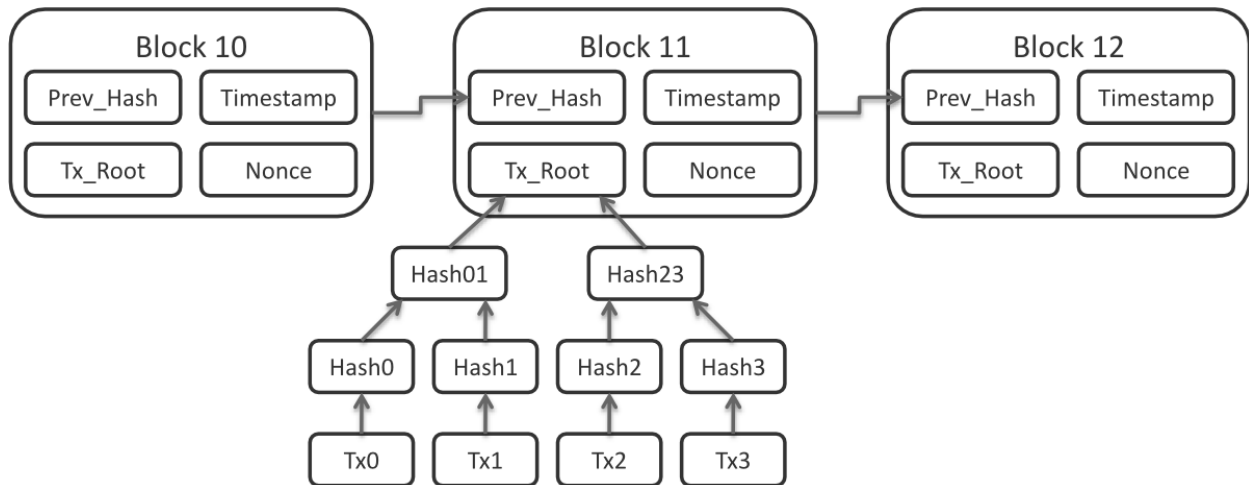 Block 10
Block 11
Block 12
Prev_Hash Timestamp
Prev_Hash Timestamp
Prev_Hash Timestamp
Tx_Root Nonce
Tx_Root Nonce
Tx_Root Nonce
Hash01 Hash23
Hash0 Hash1 Hash2 Hash3
Tx0 Tx1 Tx2 Tx3